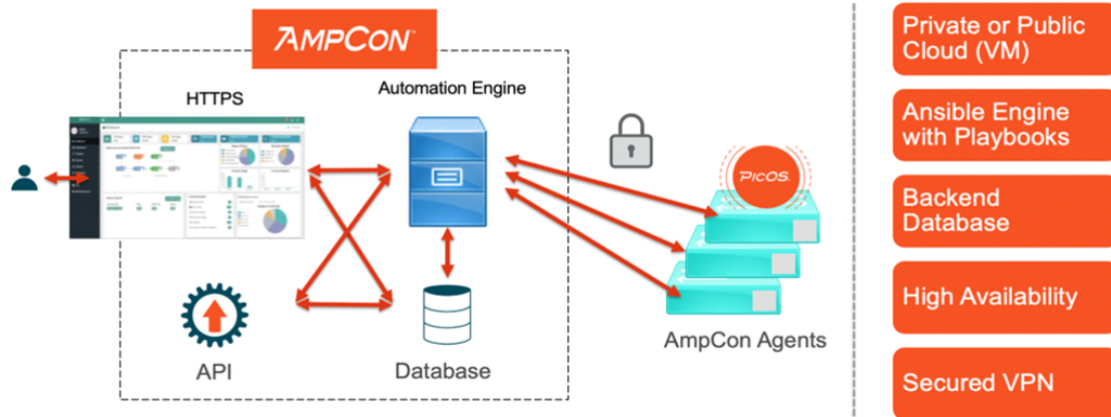 AMPCON™
HTTPS
Automation Engine
PICOS
API
Database
AmpCon Agents
Private or Public
Cloud (VM)
Ansible Engine
with Playbooks
Backend
Database
High Availability
Secured VPN